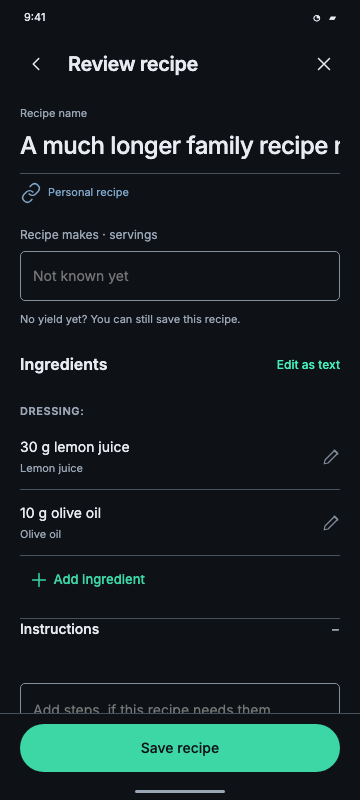 9:41
Review recipe
Recipe name
A much longer family recipe
Personal recipe
Recipe makes · servings
Not known yet
No yield yet? You can still save this recipe.
Ingredients
Edit as text
DRESSING:
30 g lemon juice
Lemon juice
10 g olive oil
Olive oil
Add ingredient
Instructions
Add steps, if this recipe needs them
Save recipe